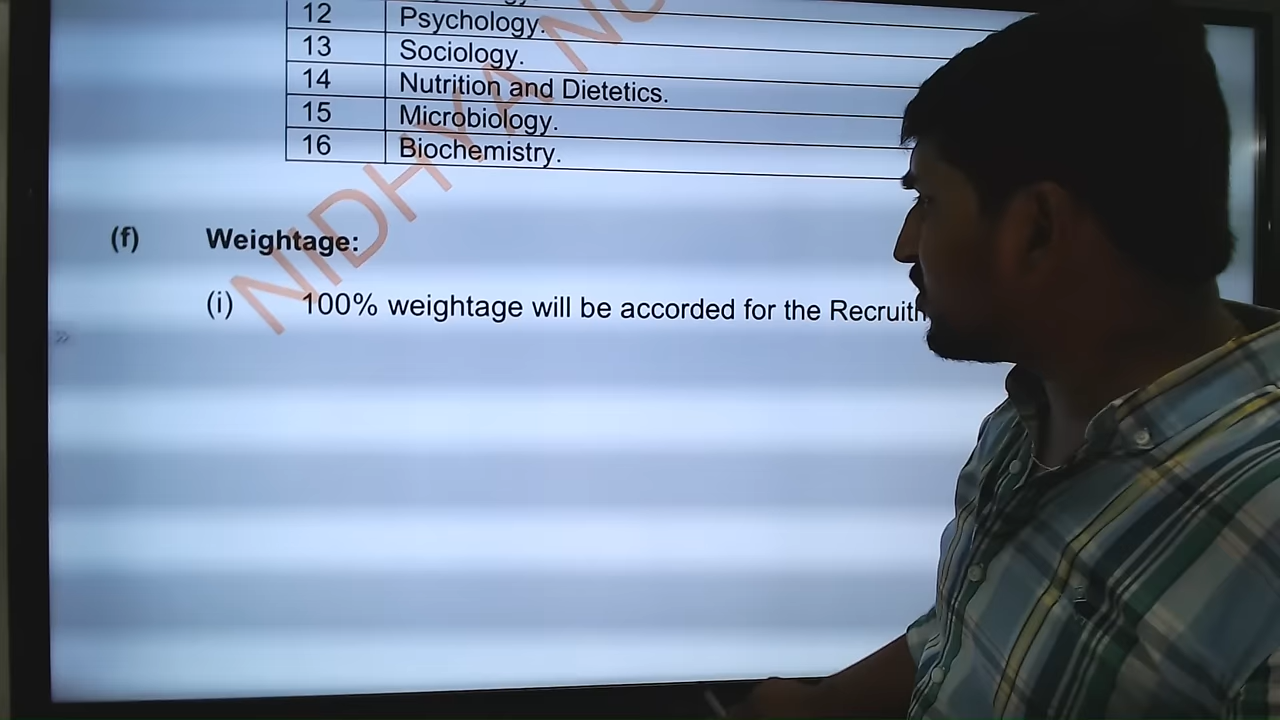 12 Psychology.
13 Sociology.
14 Nutrition and Dietetics.
15 Microbiology.
16 Biochemistry.
(f) Weightage:
(i) 100% weightage will be accorded for the
NIDHYA